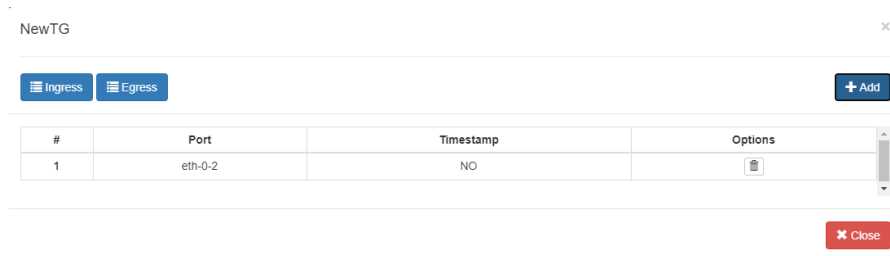 NewTG ×
Ingress Egress + Add
# Port Timestamp Options
1 eth-0-2 NO
Close